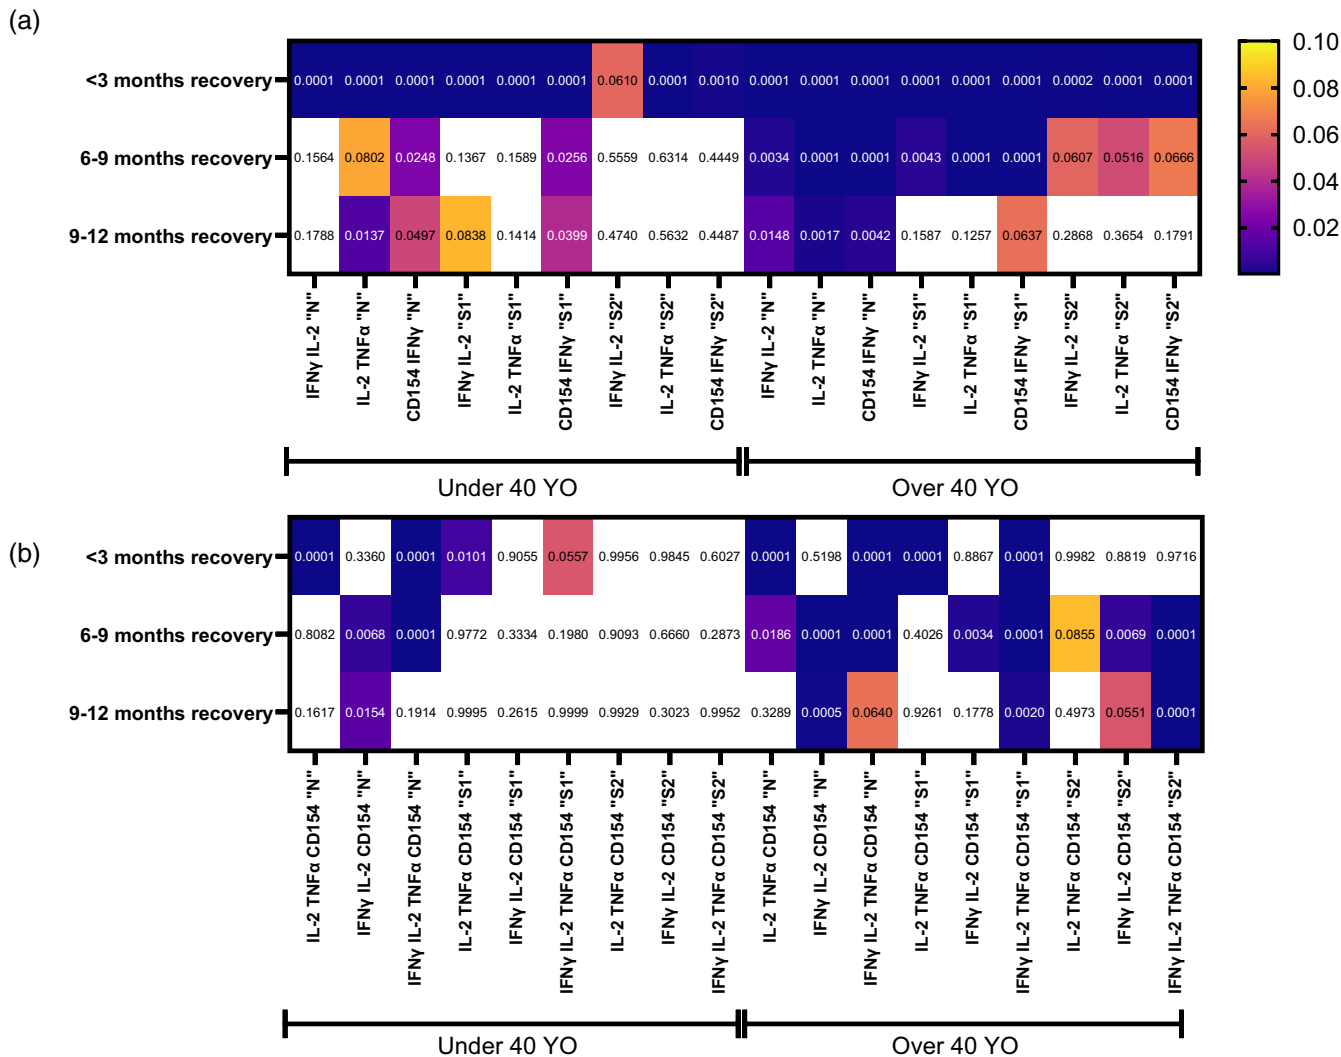 (a)
<3 months recovery 0.0001 0.0001 0.0001 0.0001 0.0001 0.0001 0.0610 0.0001 0.0010 0.0001 0.0001 0.0001 0.0001 0.0001 0.0001 0.0002 0.0001 0.0001
6-9 months recovery 0.1564 0.0802 0.0248 0.1367 0.1589 0.0256 0.5559 0.6314 0.4449 0.0034 0.0001 0.0001 0.0043 0.0001 0.0001 0.0607 0.0516 0.0666
9-12 months recovery 0.1788 0.0137 0.0497 0.0838 0.1414 0.0399 0.4740 0.5632 0.4487 0.0148 0.0017 0.0042 0.1587 0.1257 0.0637 0.2868 0.3654 0.1791
0.10
0.08
0.06
0.04
0.02
IFNγ IL-2 "N"
IL-2 TNFα "N"
CD154 IFNγ "N"
IFNγ IL-2 "S1"
IL-2 TNFα "S1"
CD154 IFNγ "S1"
IFNγ IL-2 "S2"
IL-2 TNFα "S2"
CD154 IFNγ "S2"
IFNγ IL-2 "N"
IL-2 TNFα "N"
CD154 IFNγ "N"
IFNγ IL-2 "S1"
IL-2 TNFα "S1"
CD154 IFNγ "S1"
IFNγ IL-2 "S2"
IL-2 TNFα "S2"
CD154 IFNγ "S2"
Under 40 YO
Over 40 YO
(b)
<3 months recovery 0.0001 0.3360 0.0001 0.0101 0.9055 0.0557 0.9956 0.9845 0.6027 0.0001 0.5198 0.0001 0.0001 0.8867 0.0001 0.9982 0.8819 0.9716
6-9 months recovery 0.8082 0.0068 0.0001 0.9772 0.3334 0.1980 0.9093 0.6660 0.2873 0.0186 0.0001 0.0001 0.4026 0.0034 0.0001 0.0855 0.0069 0.0001
9-12 months recovery 0.1617 0.0154 0.1914 0.9995 0.2615 0.9999 0.9929 0.3023 0.9952 0.3289 0.0005 0.0640 0.9261 0.1778 0.0020 0.4973 0.0551 0.0001
IL-2 TNFα CD154 "N"
IFNγ IL-2 CD154 "N"
IFNγ IL-2 TNFα CD154 "N"
IL-2 TNFα CD154 "S1"
IFNγ IL-2 CD154 "S1"
IFNγ IL-2 TNFα CD154 "S1"
IL-2 TNFα CD154 "S2"
IFNγ IL-2 CD154 "S2"
IFNγ IL-2 TNFα CD154 "S2"
IL-2 TNFα CD154 "N"
IFNγ IL-2 CD154 "N"
IFNγ IL-2 TNFα CD154 "N"
IL-2 TNFα CD154 "S1"
IFNγ IL-2 CD154 "S1"
IFNγ IL-2 TNFα CD154 "S1"
IL-2 TNFα CD154 "S2"
IFNγ IL-2 CD154 "S2"
IFNγ IL-2 TNFα CD154 "S2"
Under 40 YO
Over 40 YO